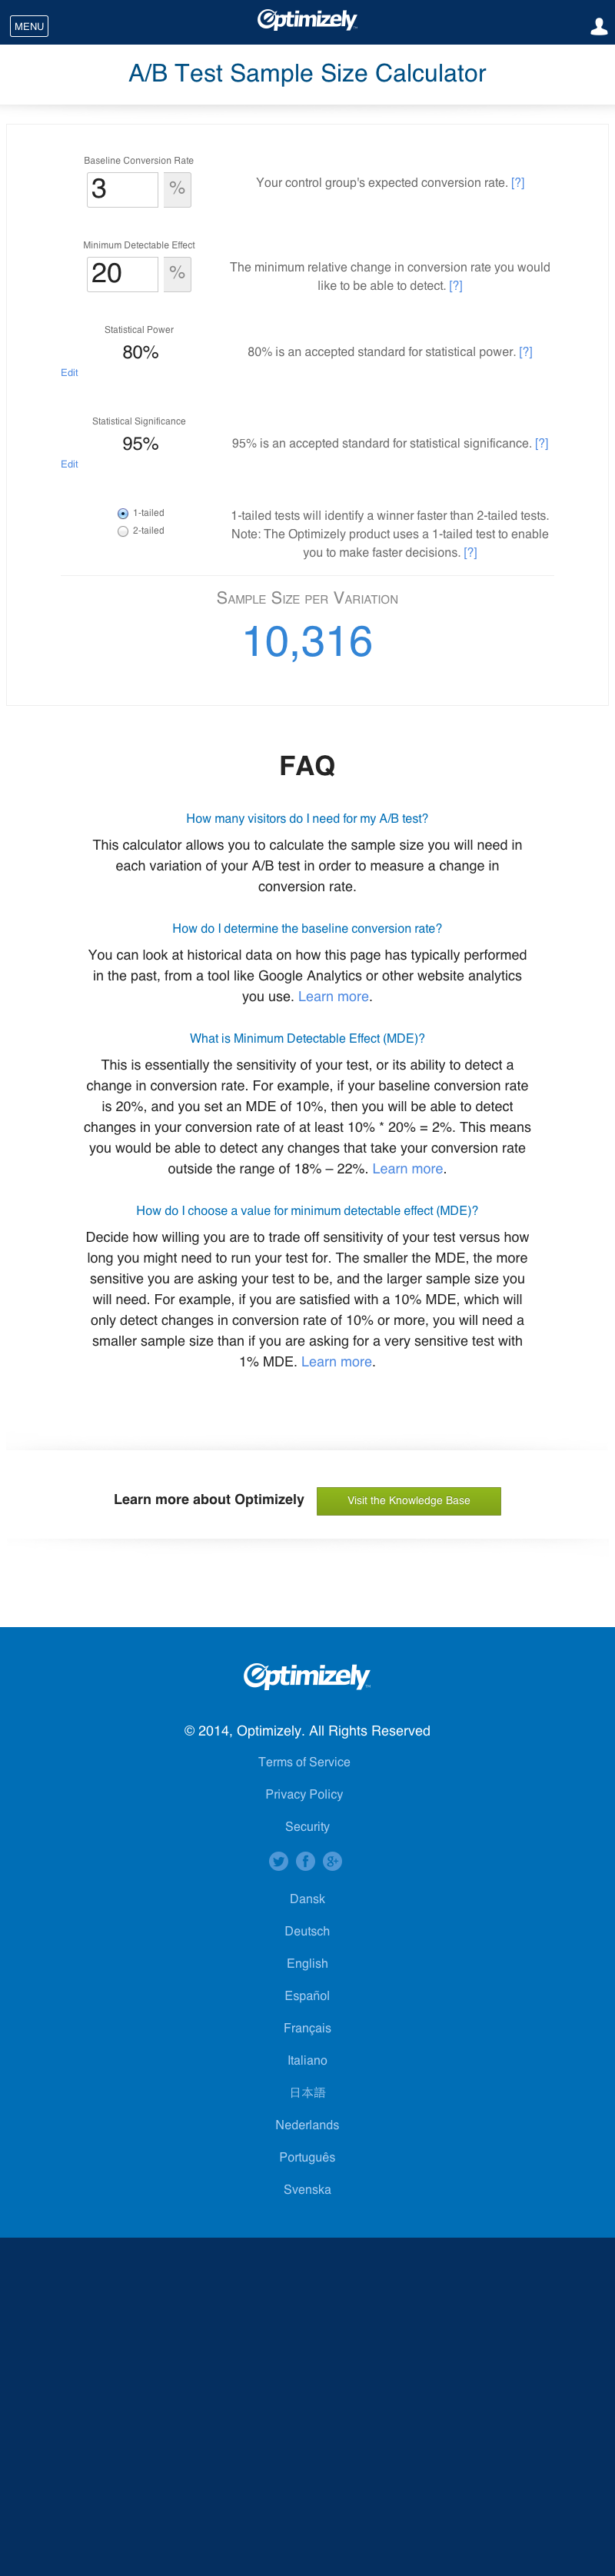 MENU
Optimizely
A/B Test Sample Size Calculator
Baseline Conversion Rate
3 %
Your control group's expected conversion rate. [?]
Minimum Detectable Effect
20 %
The minimum relative change in conversion rate you would
like to be able to detect. [?]
Statistical Power
80%
Edit
80% is an accepted standard for statistical power. [?]
Statistical Significance
95%
Edit
95% is an accepted standard for statistical significance. [?]
1-tailed
2-tailed
1-tailed tests will identify a winner faster than 2-tailed tests.
Note: The Optimizely product uses a 1-tailed test to enable
you to make faster decisions. [?]
Sample Size per Variation
10,316
FAQ
How many visitors do I need for my A/B test?
This calculator allows you to calculate the sample size you will need in
each variation of your A/B test in order to measure a change in
conversion rate.
How do I determine the baseline conversion rate?
You can look at historical data on how this page has typically performed
in the past, from a tool like Google Analytics or other website analytics
you use. Learn more.
What is Minimum Detectable Effect (MDE)?
This is essentially the sensitivity of your test, or its ability to detect a
change in conversion rate. For example, if your baseline conversion rate
is 20%, and you set an MDE of 10%, then you will be able to detect
changes in your conversion rate of at least 10% * 20% = 2%. This means
you would be able to detect any changes that take your conversion rate
outside the range of 18% – 22%. Learn more.
How do I choose a value for minimum detectable effect (MDE)?
Decide how willing you are to trade off sensitivity of your test versus how
long you might need to run your test for. The smaller the MDE, the more
sensitive you are asking your test to be, and the larger sample size you
will need. For example, if you are satisfied with a 10% MDE, which will
only detect changes in conversion rate of 10% or more, you will need a
smaller sample size than if you are asking for a very sensitive test with
1% MDE. Learn more.
Learn more about Optimizely
Visit the Knowledge Base
Optimizely
© 2014, Optimizely. All Rights Reserved
Terms of Service
Privacy Policy
Security
Dansk
Deutsch
English
Español
Français
Italiano
日本語
Nederlands
Português
Svenska